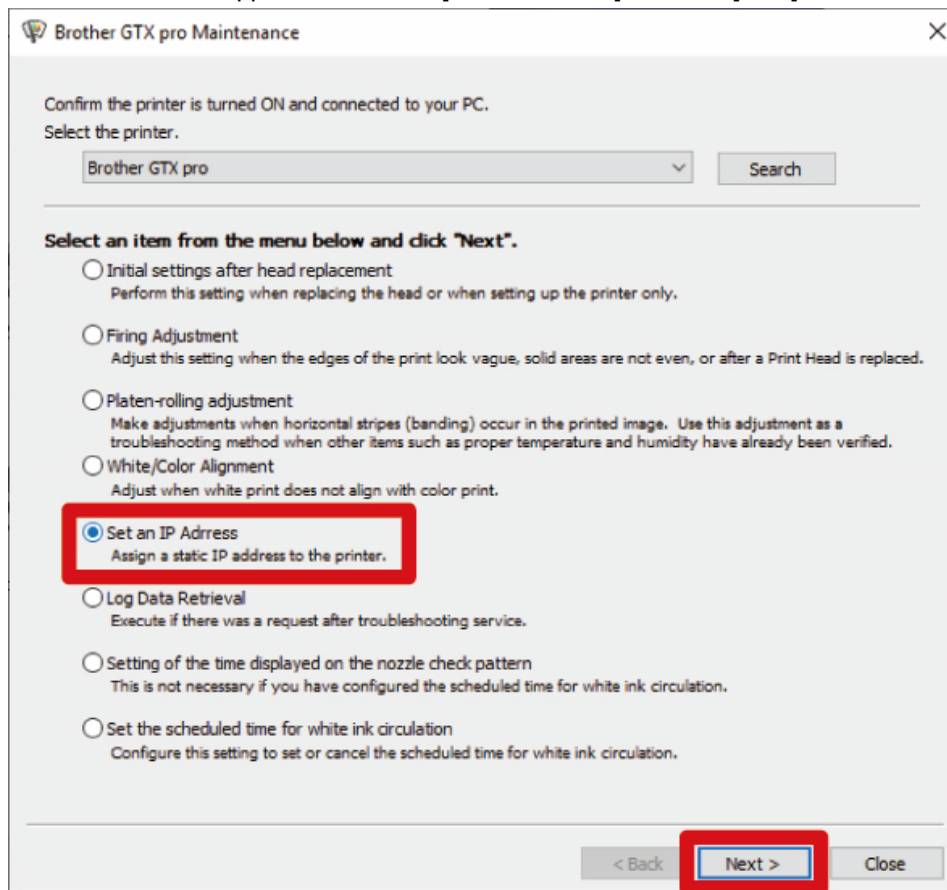 Brother GTX pro Maintenance
Confirm the printer is turned ON and connected to your PC.
Select the printer.
Brother GTX pro
Search
Select an item from the menu below and click "Next".
Initial settings after head replacement
Perform this setting when replacing the head or when setting up the printer only.
Firing Adjustment
Adjust this setting when the edges of the print look vague, solid areas are not even, or after a Print Head is replaced.
Platen-rolling adjustment
Make adjustments when horizontal stripes (banding) occur in the printed image. Use this adjustment as a
troubleshooting method when other items such as proper temperature and humidity have already been verified.
White/Color Alignment
Adjust when white print does not align with color print.
Set an IP Adrress
Assign a static IP address to the printer.
Log Data Retrieval
Execute if there was a request after troubleshooting service.
Setting of the time displayed on the nozzle check pattern
This is not necessary if you have configured the scheduled time for white ink circulation.
Set the scheduled time for white ink circulation
Configure this setting to set or cancel the scheduled time for white ink circulation.
< Back
Next >
Close